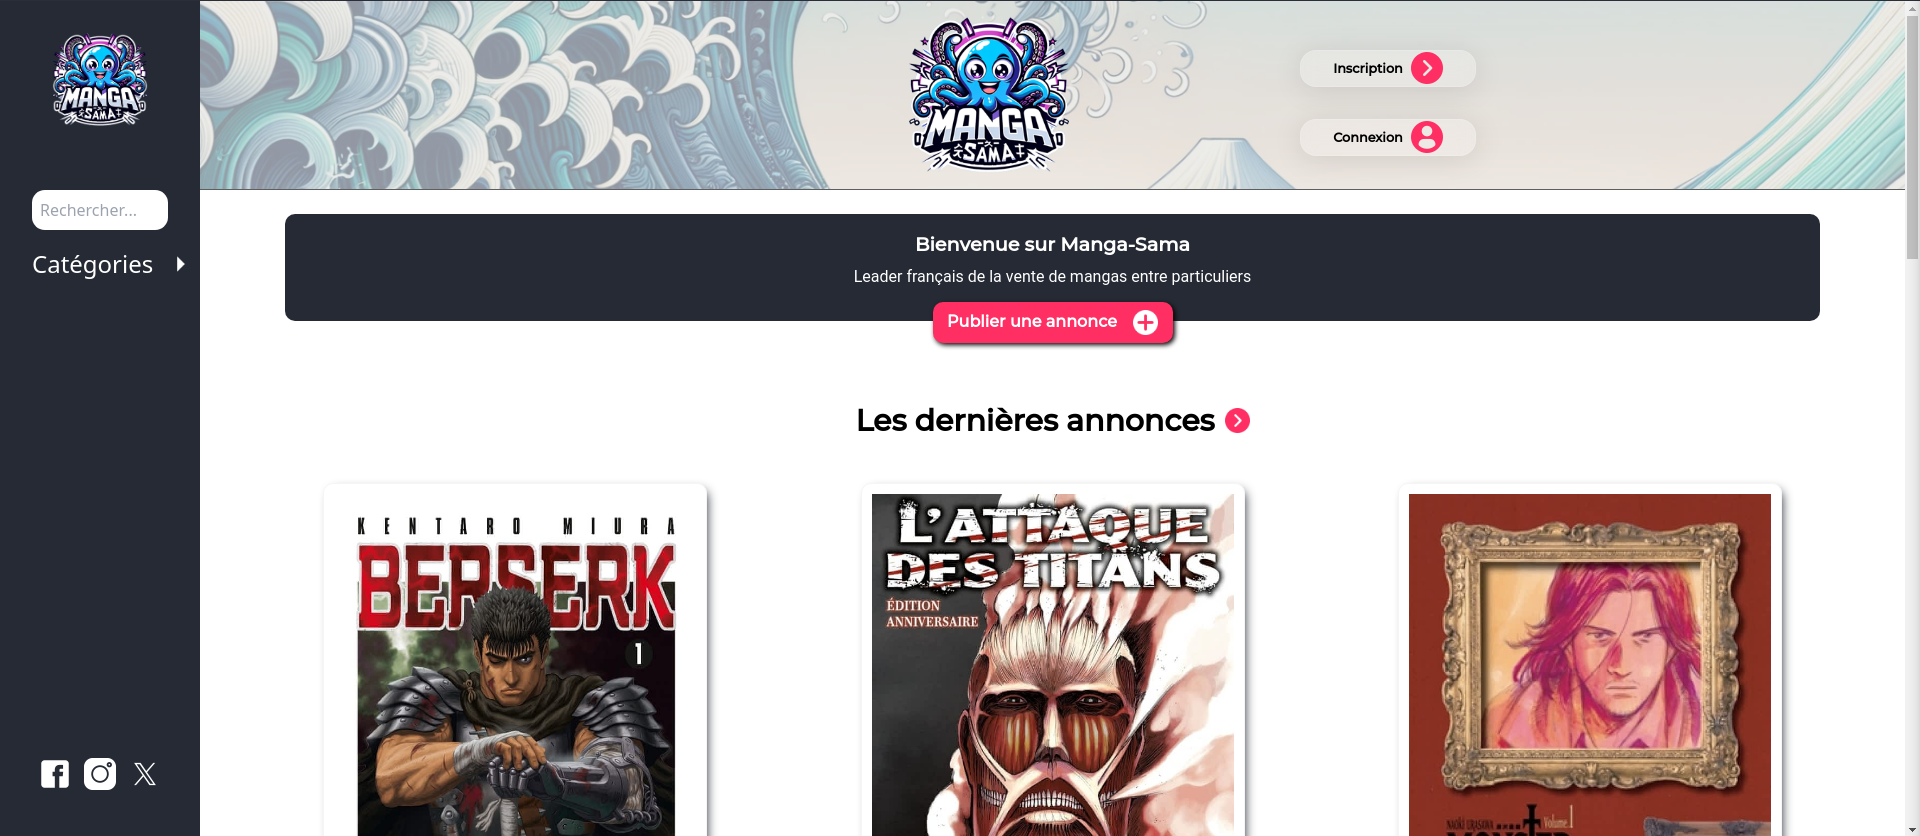 MANGA
SAMA
Rechercher...
Catégories
MANGA
SAMA
Inscription
Connexion
Bienvenue sur Manga-Sama
Leader français de la vente de mangas entre particuliers
Publier une annonce
Les dernières annonces
KENTARO MIURA
BERSERK
1
L'ATTAQUE
DES TITANS
ÉDITION
ANNIVERSAIRE
NAOKI URASAWA
Volume 1
MONSTER